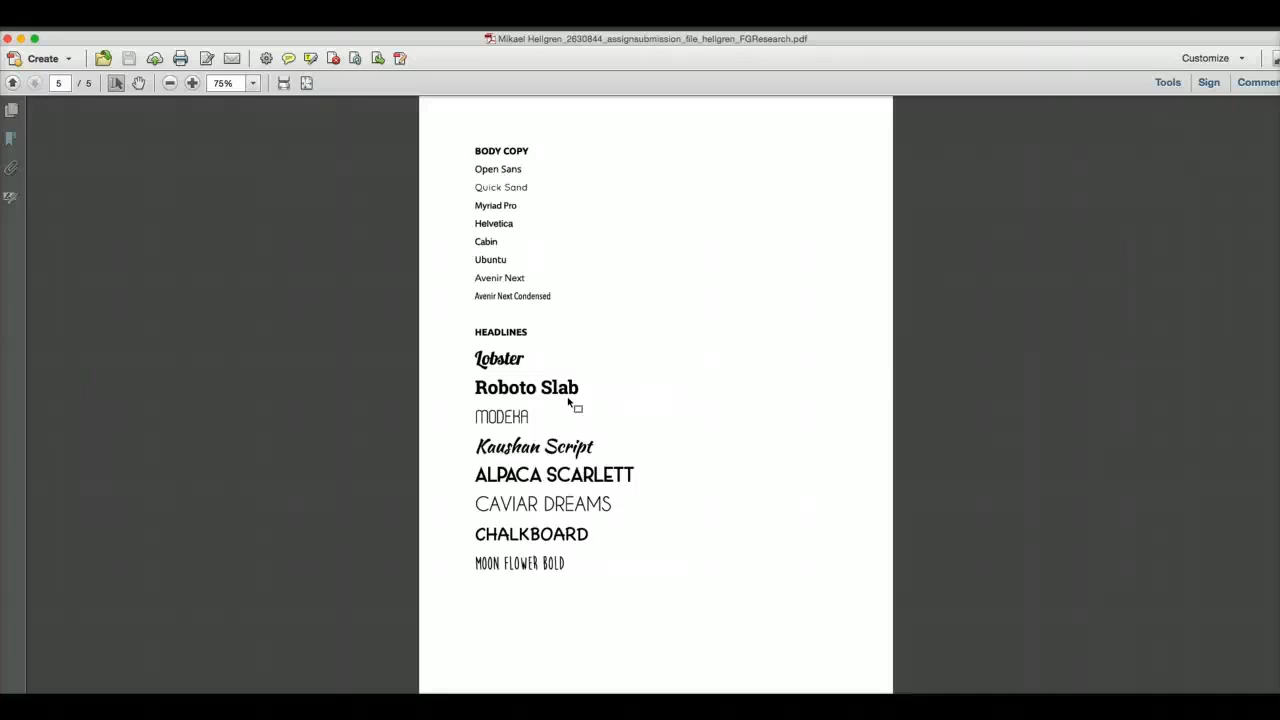 Mikael Hellgren_2630844_assignsubmission_file_hellgren_FGResearch.pdf
Create
Customize
5 / 5
75%
Tools
Sign
Commen
BODY COPY
Open Sans
Quick Sand
Myriad Pro
Helvetica
Cabin
Ubuntu
Avenir Next
Avenir Next Condensed
HEADLINES
Lobster
Roboto Slab
MODEKA
Kaushan Script
ALPACA SCARLETT
CAVIAR DREAMS
CHALKBOARD
MOON FLOWER BOLD